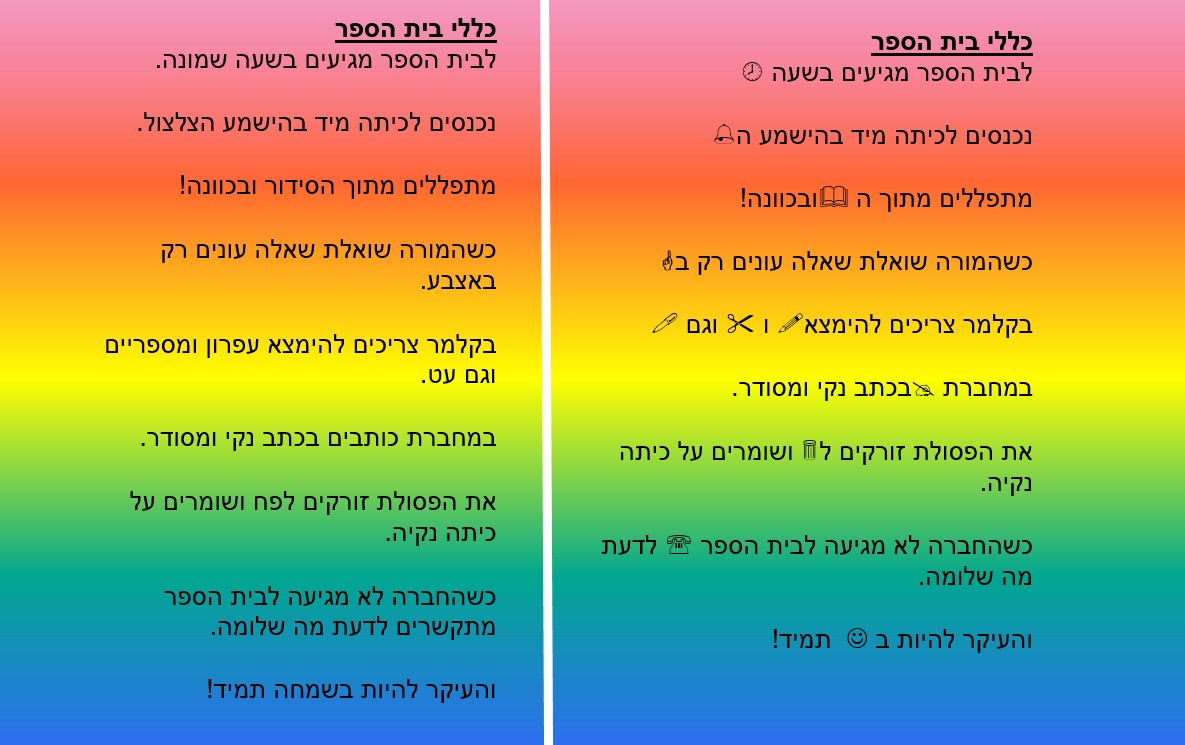 כללי בית הספר
לבית הספר מגיעים בשעה 🕗
נכנסים לכיתה מיד בהישמע ה🔔
מתפללים מתוך ה 📖ובכוונה!
כשהמורה שואלת שאלה עונים רק ב☝
בקלמר צריכים להימצא✏ ו ✂ וגם 🖊
במחברת ✍בכתב נקי ומסודר.
את הפסולת זורקים ל🗑 ושומרים על כיתה
נקיה.
כשהחברה לא מגיעה לבית הספר ☎ לדעת
מה שלומה.
והעיקר להיות ב ☺ תמיד!
כללי בית הספר
לבית הספר מגיעים בשעה שמונה.
נכנסים לכיתה מיד בהישמע הצלצול.
מתפללים מתוך הסידור ובכוונה!
כשהמורה שואלת שאלה עונים רק
באצבע.
בקלמר צריכים להימצא עפרון ומספריים
וגם עט.
במחברת כותבים בכתב נקי ומסודר.
את הפסולת זורקים לפח ושומרים על
כיתה נקיה.
כשהחברה לא מגיעה לבית הספר
מתקשרים לדעת מה שלומה.
והעיקר להיות בשמחה תמיד!